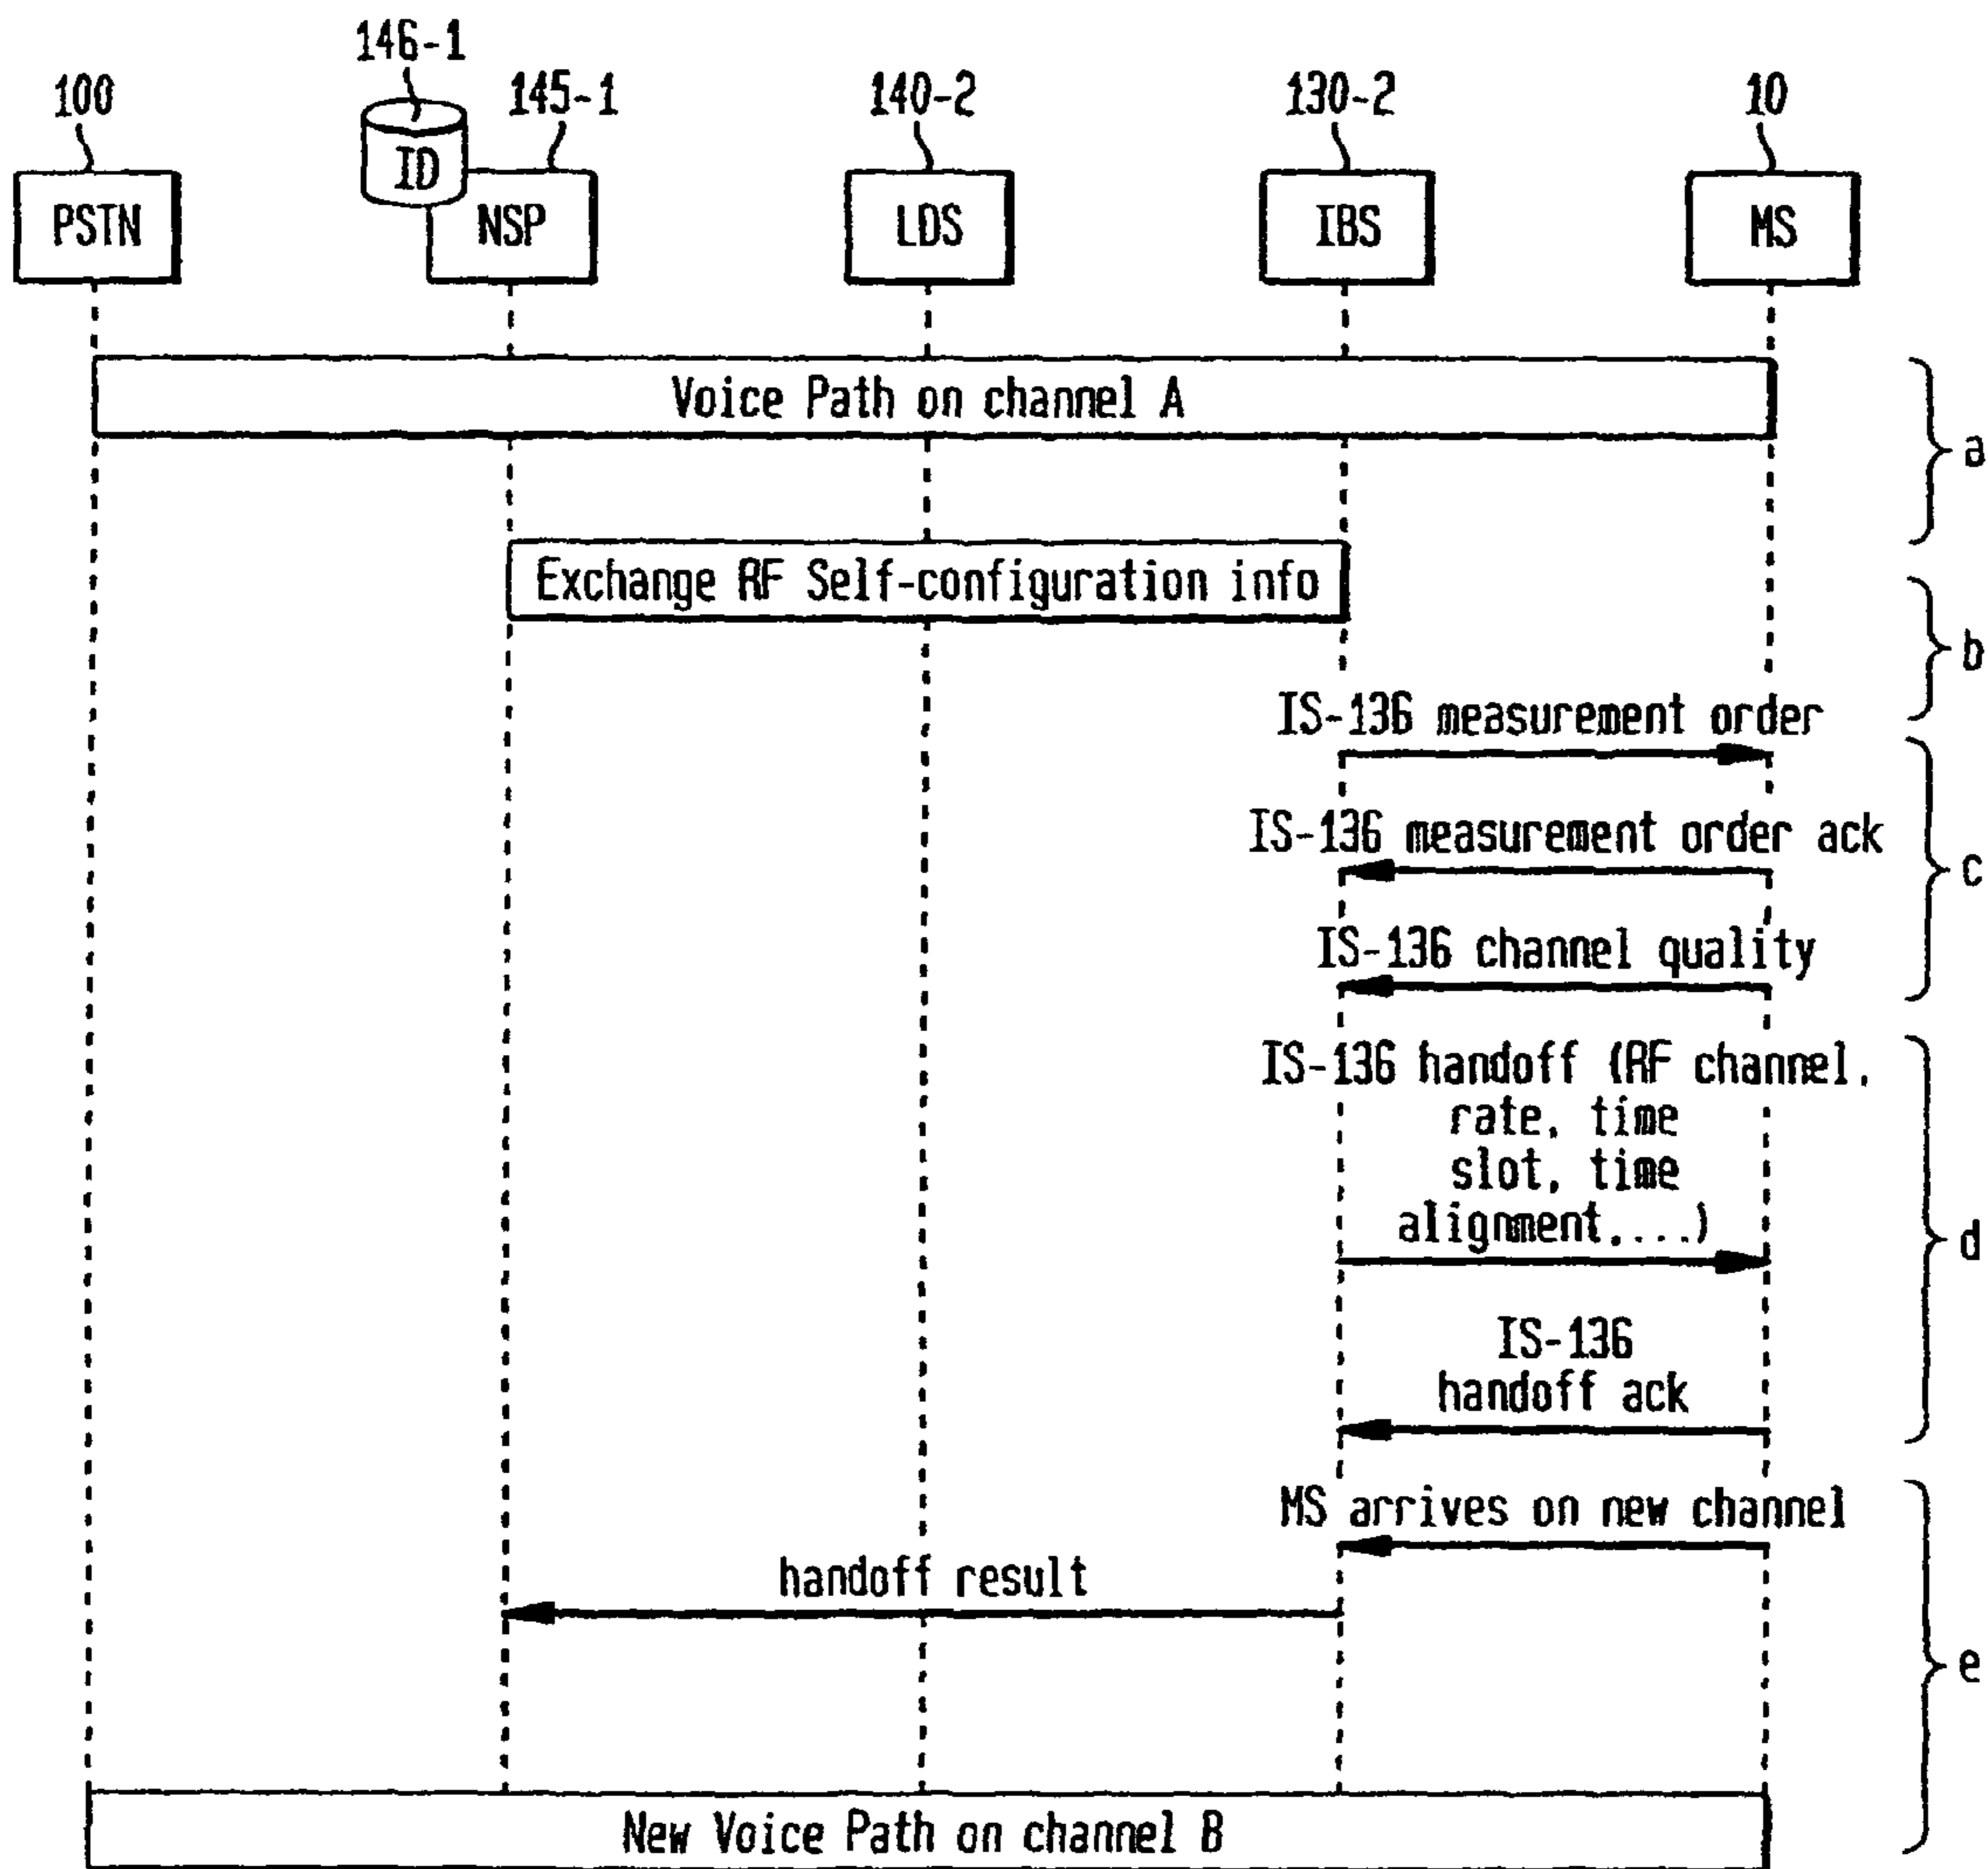 146-1
100
145-1
140-2
130-2
10
ID
PSTN
NSP
LDS
IBS
MS
Voice Path on channel A
a
Exchange RF Self-configuration info
b
IS-136 measurement order
IS-136 measurement order ack
c
IS-136 channel quality
IS-136 handoff (RF channel,
rate, time
slot, time
alignment,....)
d
IS-136
handoff ack
MS arrives on new channel
handoff result
e
New Voice Path on channel B